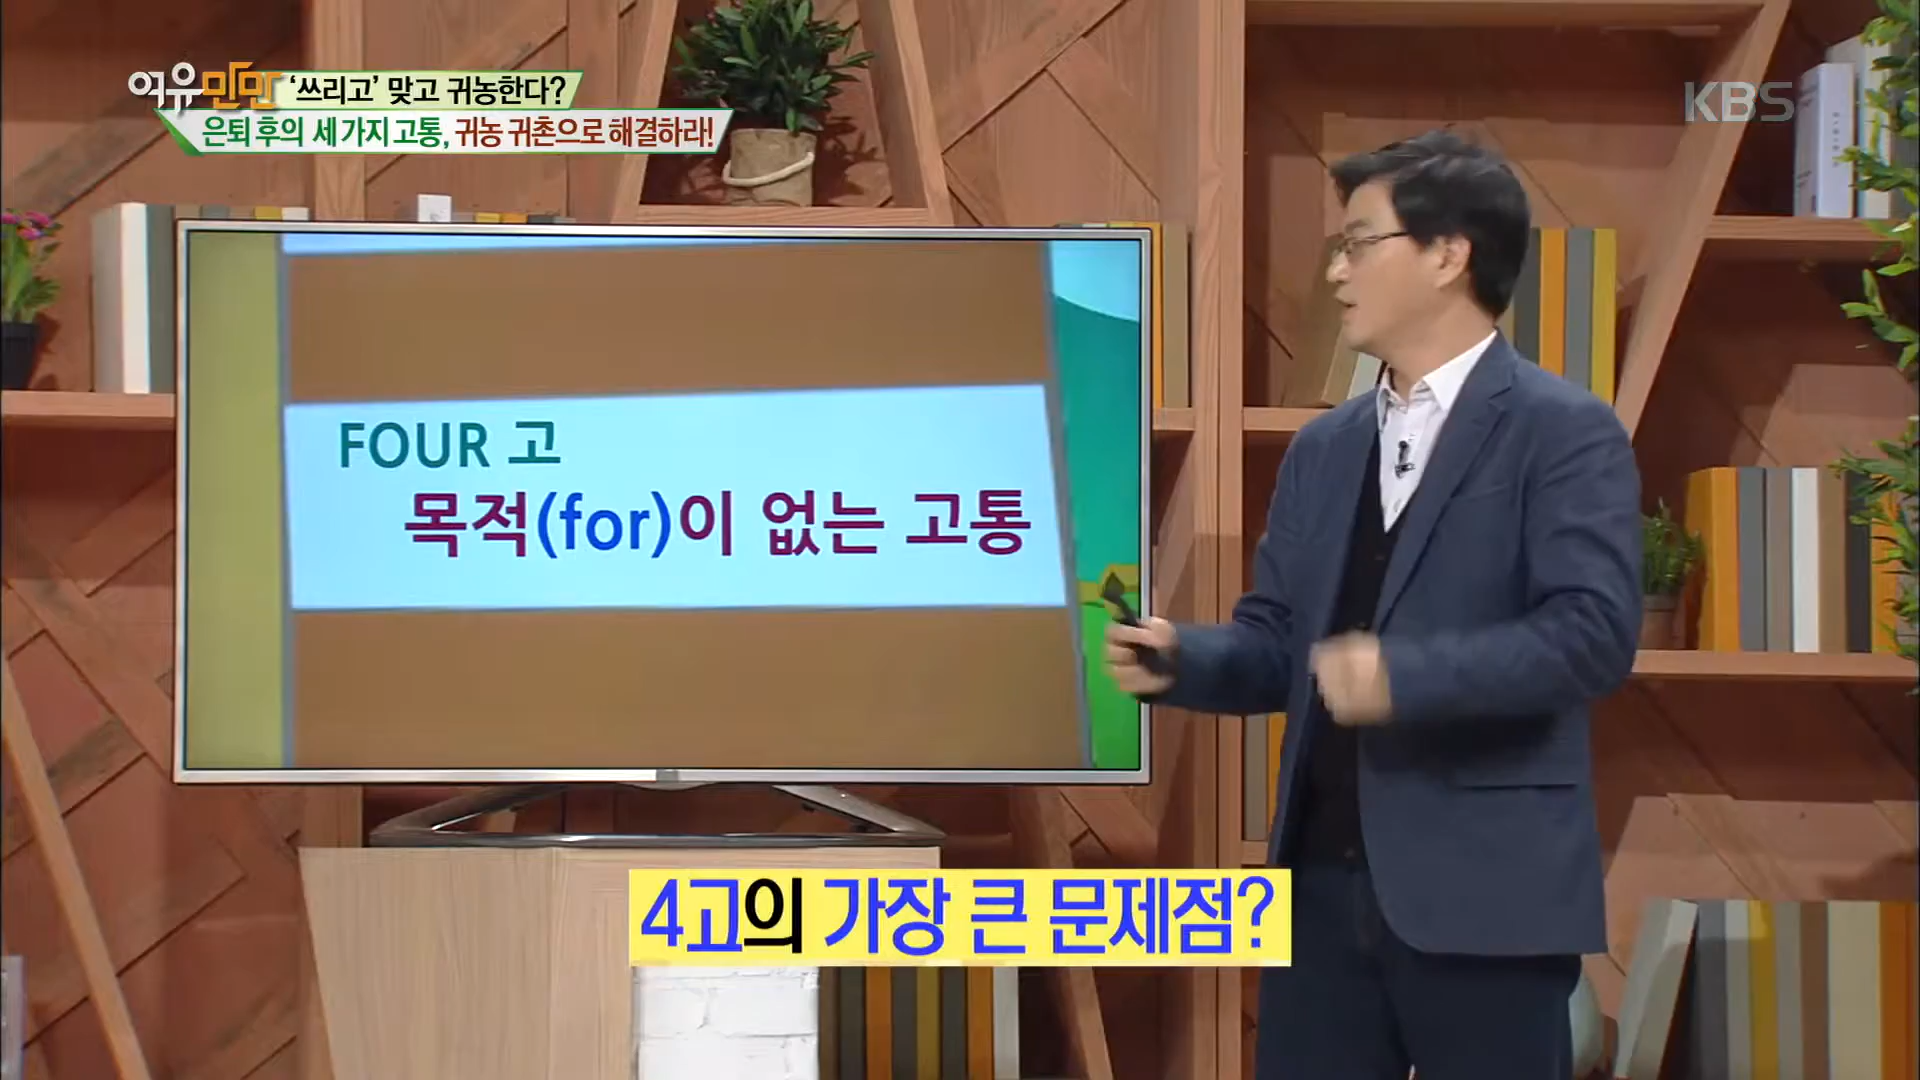 여유만만 '쓰리고' 맞고 귀농한다?
은퇴 후의 세 가지 고통, 귀농 귀촌으로 해결하라!
KBS
FOUR 고
목적(for)이 없는 고통
4고의 가장 큰 문제점?